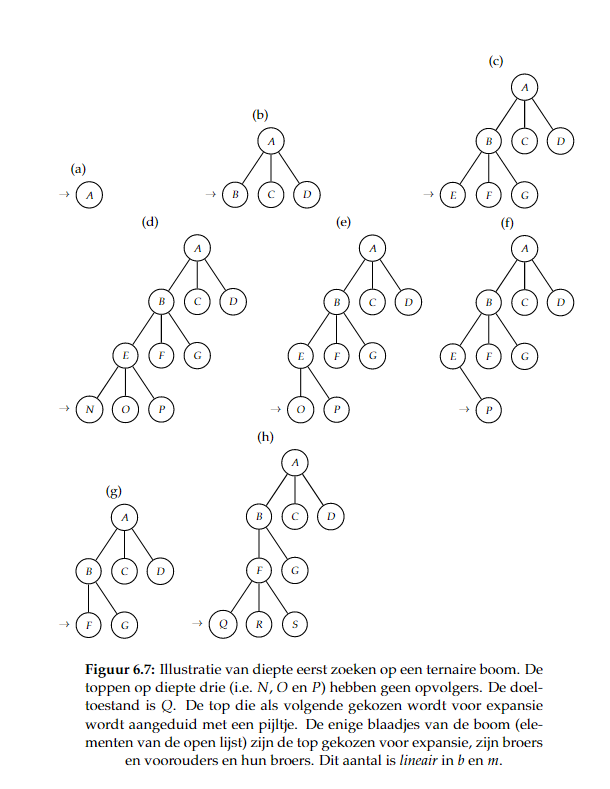 (c)
A
(b)
A
B C D
(a)
→ A
→ B C D
→ E F G
(d)
(e)
(f)
A
A
A
B C D
B C D
B C D
E F G
E F G
E F G
→ N O P
→ O P
→ P
(h)
A
(g)
A
B C D
B C D
F G
→ F G
→ Q R S
Figuur 6.7: Illustratie van diepte eerst zoeken op een ternaire boom. De
toppen op diepte drie (i.e. N, O en P) hebben geen opvolgers. De doel-
toestand is Q. De top die als volgende gekozen wordt voor expansie
wordt aangeduid met een pijltje. De enige blaadjes van de boom (ele-
menten van de open lijst) zijn de top gekozen voor expansie, zijn broers
en voorouders en hun broers. Dit aantal is lineair in b en m.